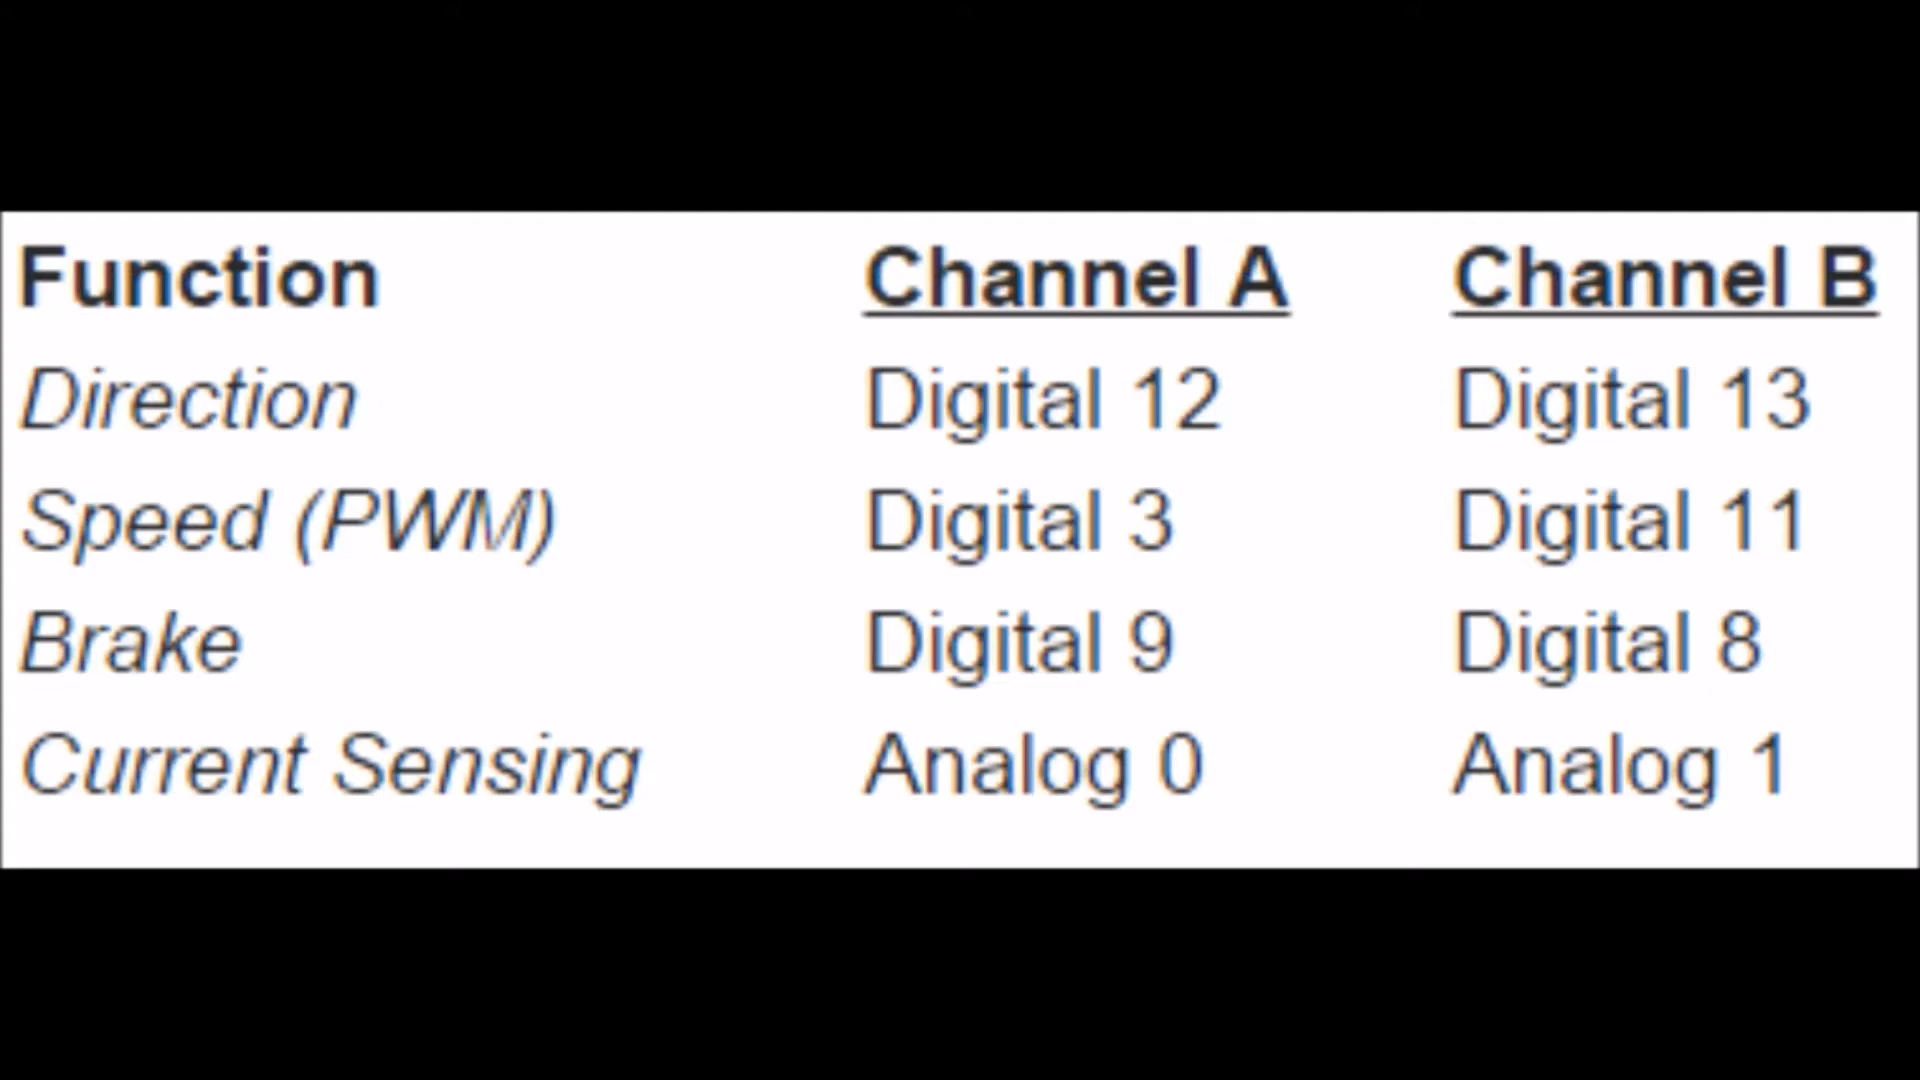 Function Channel A Channel B
Direction Digital 12 Digital 13
Speed (PWM) Digital 3 Digital 11
Brake Digital 9 Digital 8
Current Sensing Analog 0 Analog 1